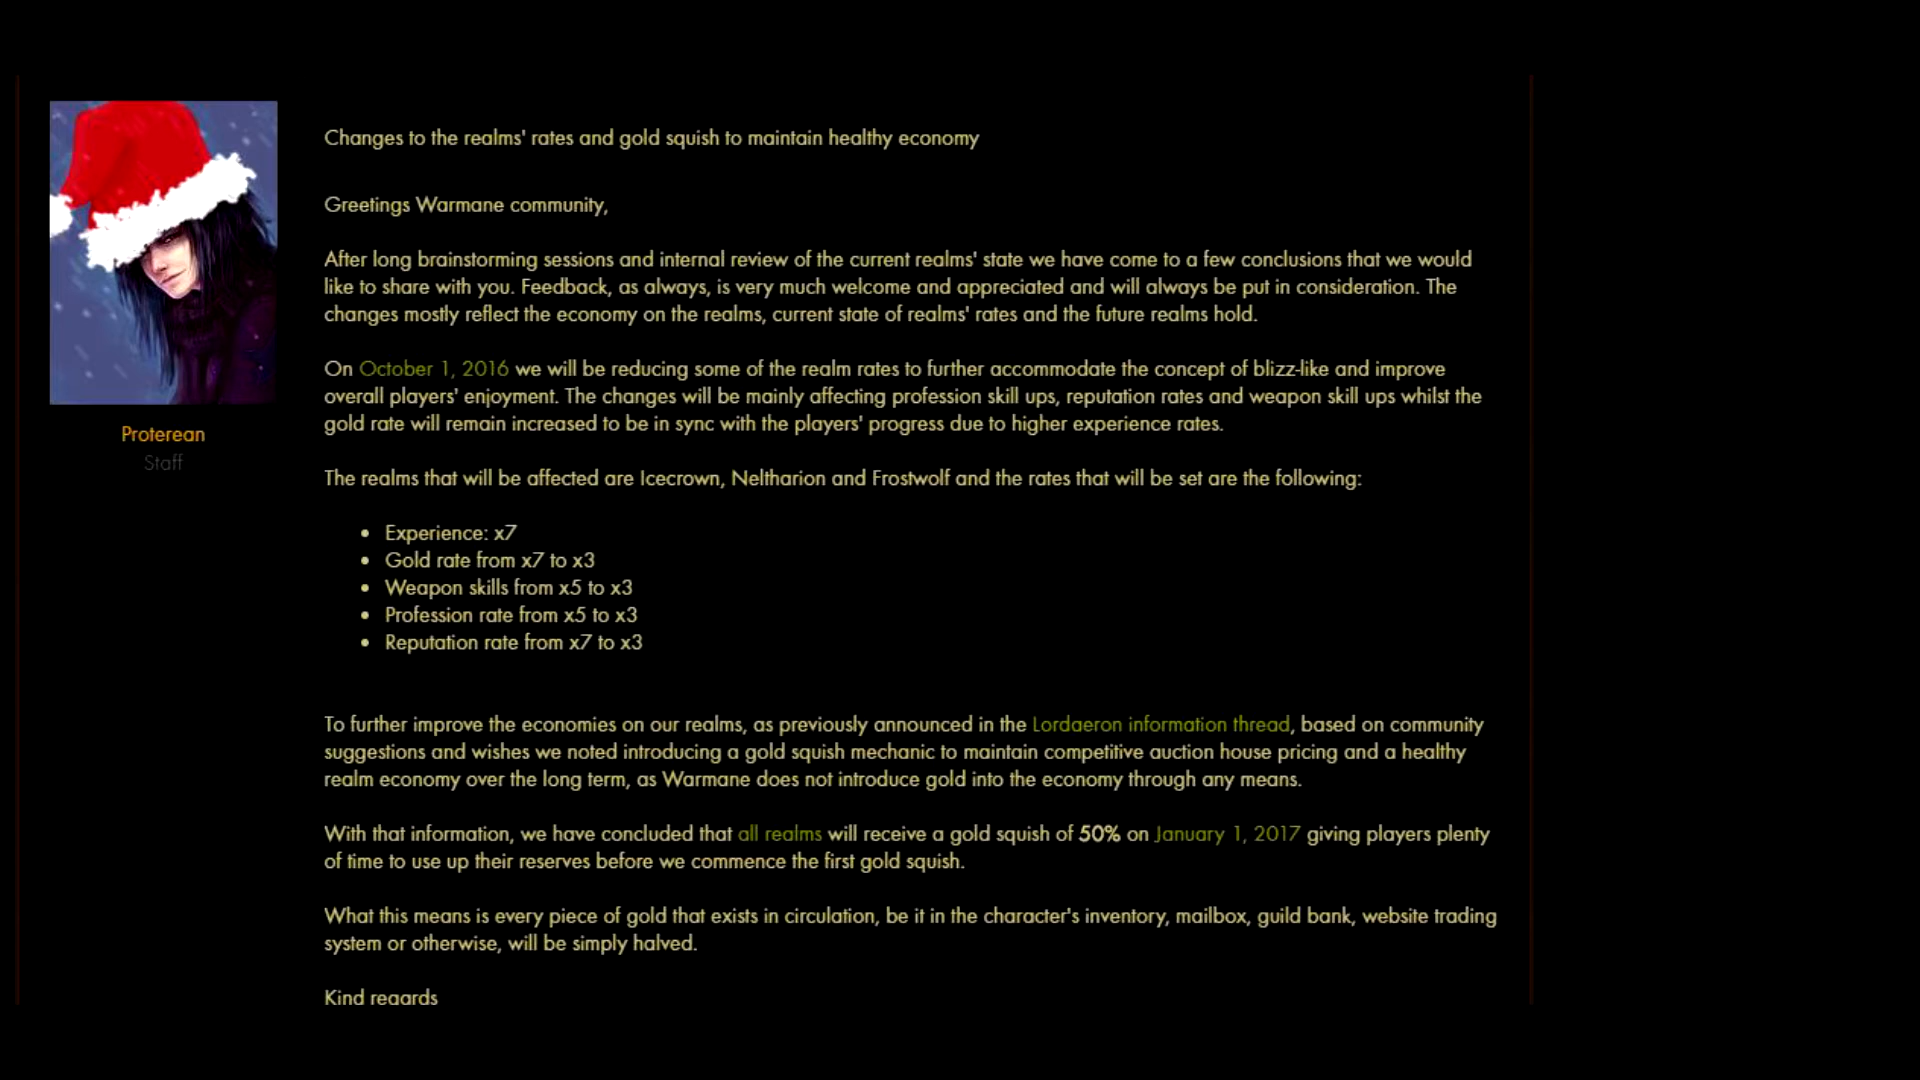 Changes to the realms' rates and gold squish to maintain healthy economy
Greetings Warmane community,
After long brainstorming sessions and internal review of the current realms' state we have come to a few conclusions that we would
like to share with you. Feedback, as always, is very much welcome and appreciated and will always be put in consideration. The
changes mostly reflect the economy on the realms, current state of realms' rates and the future realms hold.
On October 1, 2016 we will be reducing some of the realm rates to further accommodate the concept of blizz-like and improve
overall players' enjoyment. The changes will be mainly affecting profession skill ups, reputation rates and weapon skill ups whilst the
gold rate will remain increased to be in sync with the players' progress due to higher experience rates.
Proterean
Staff
The realms that will be affected are Icecrown, Neltharion and Frostwolf and the rates that will be set are the following:
• Experience: x7
• Gold rate from x7 to x3
• Weapon skills from x5 to x3
• Profession rate from x5 to x3
• Reputation rate from x7 to x3
To further improve the economies on our realms, as previously announced in the Lordaeron information thread, based on community
suggestions and wishes we noted introducing a gold squish mechanic to maintain competitive auction house pricing and a healthy
realm economy over the long term, as Warmane does not introduce gold into the economy through any means.
With that information, we have concluded that all realms will receive a gold squish of 50% on January 1, 2017 giving players plenty
of time to use up their reserves before we commence the first gold squish.
What this means is every piece of gold that exists in circulation, be it in the character's inventory, mailbox, guild bank, website trading
system or otherwise, will be simply halved.
Kind regards